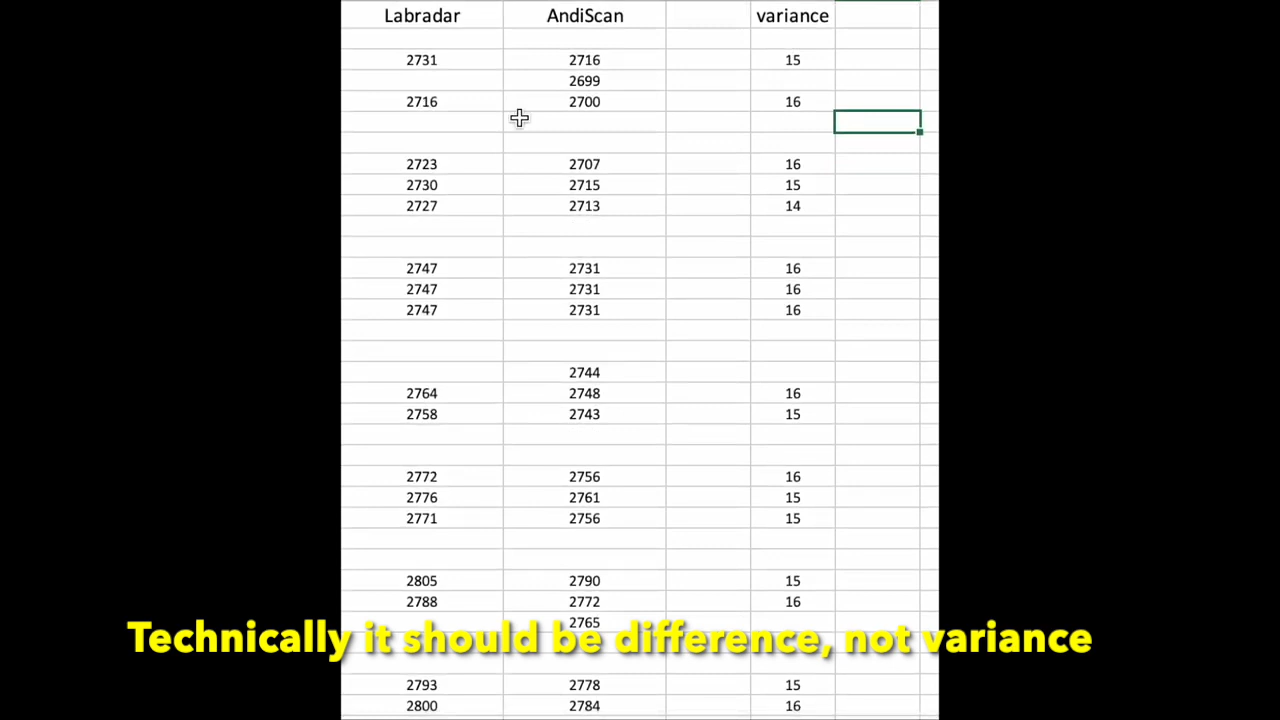 Labradar AndiScan variance
2731 2716 15
2699
2716 2700 16
2723 2707 16
2730 2715 15
2727 2713 14
2747 2731 16
2747 2731 16
2747 2731 16
2744
2764 2748 16
2758 2743 15
2772 2756 16
2776 2761 15
2771 2756 15
2805 2790 15
2788 2772 16
2765
Technically it should be difference, not variance
2793 2778 15
2800 2784 16